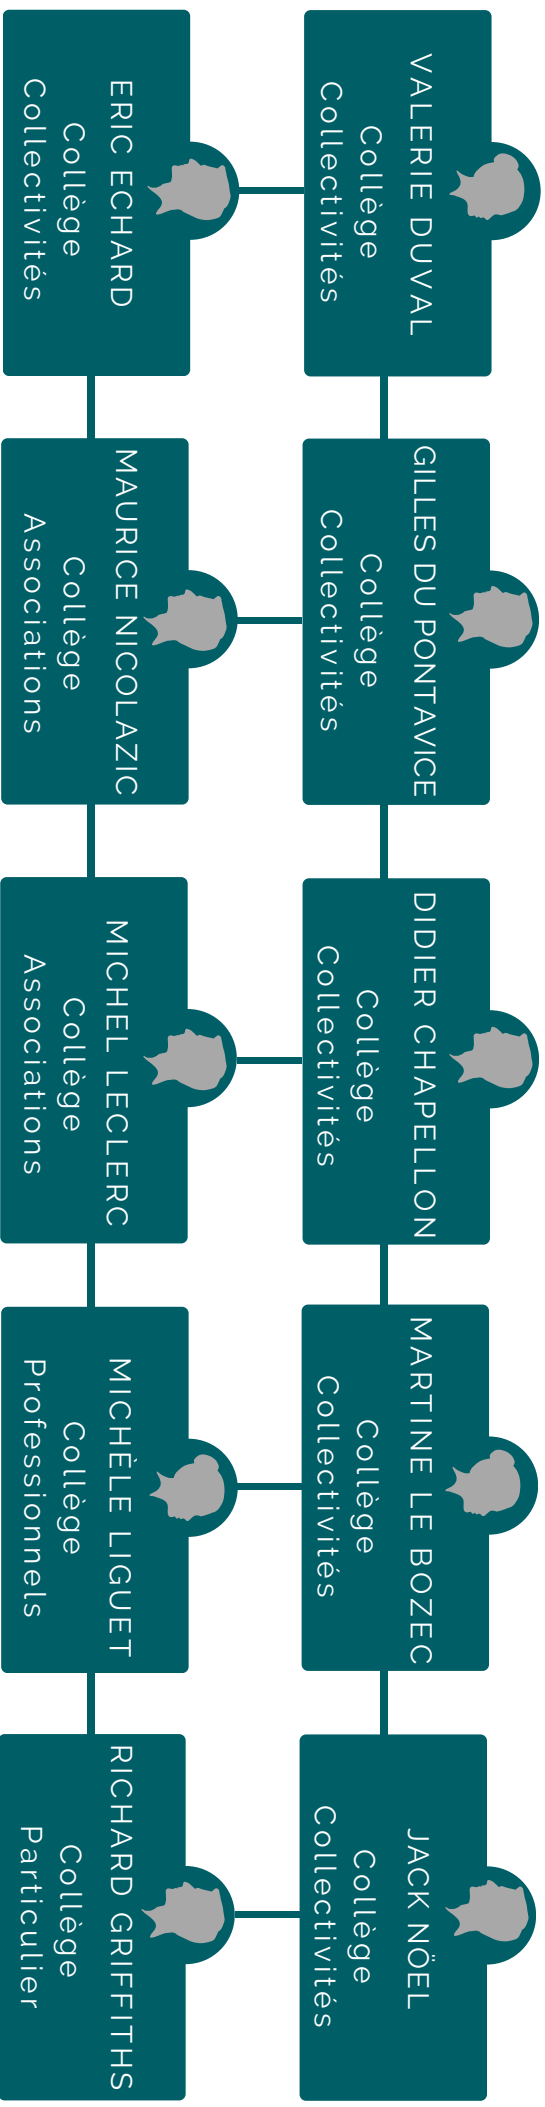 VALERIE DUVAL
Collège
Collectivités
GILLES DU PONTAVICE
Collège
Collectivités
DIDIER CHAPELLON
Collège
Collectivités
MARTINE LE BOZEC
Collège
Collectivités
JACK NÖEL
Collège
Collectivités
ERIC ECHARD
Collège
Collectivités
MAURICE NICOLAZIC
Collège
Associations
MICHEL LECLERC
Collège
Associations
MICHÈLE LIGUET
Collège
Professionnels
RICHARD GRIFFITHS
Collège
Particulier